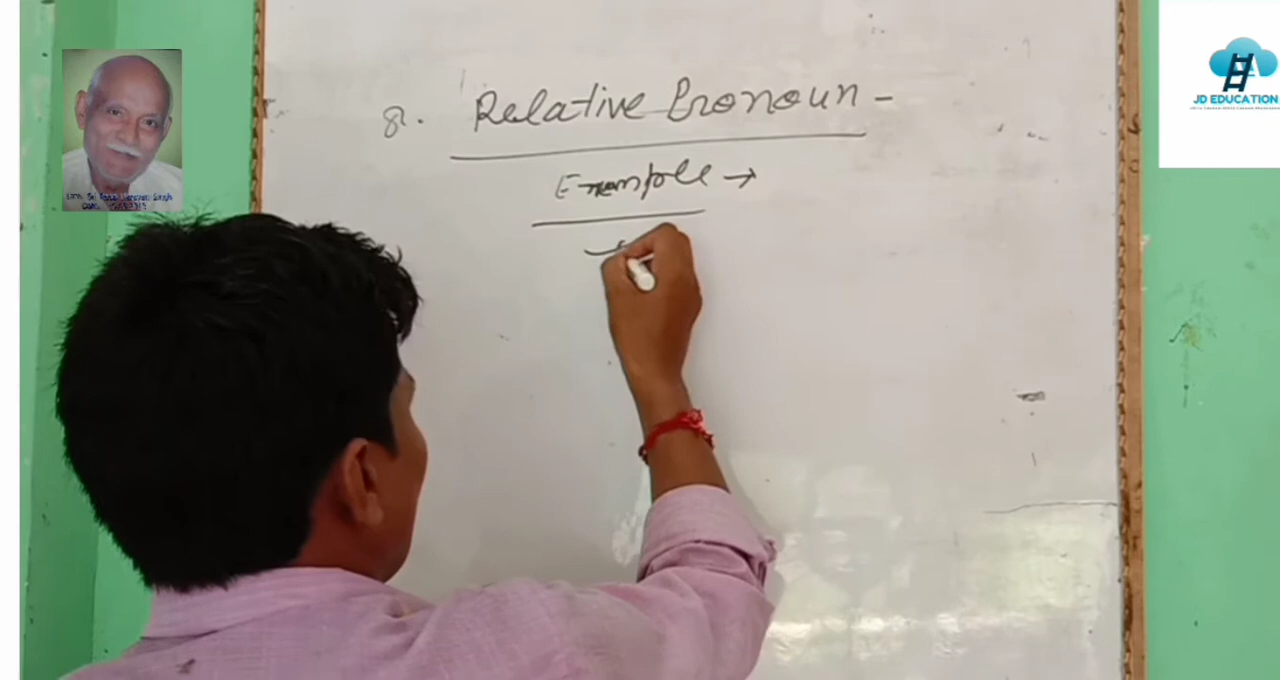 8. Relative Pronoun -
Example →
JD EDUCATION